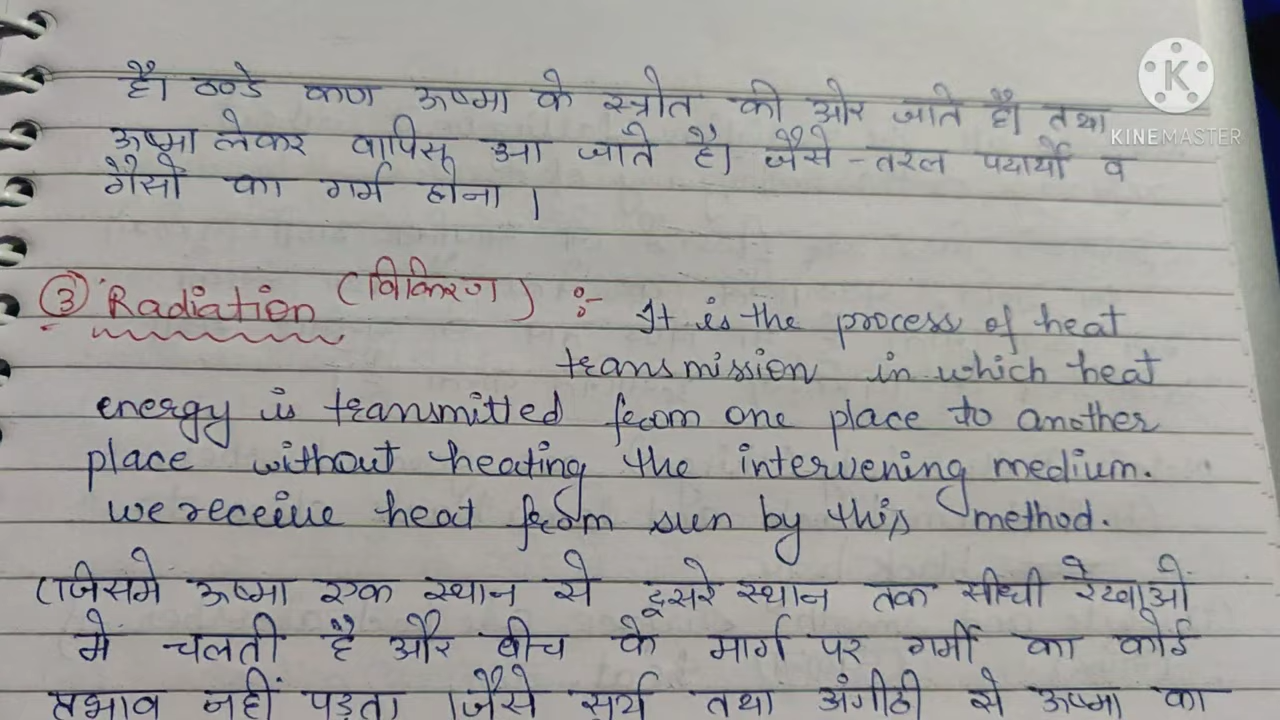 है। ठण्डे कण ऊष्मा के स्त्रोत की ओर जाते है। तथा
ऊष्मा लेकर वापिस् आ जाते है। जैसे - तरल पदार्यो व
गैसो का गर्म होना ।
KINEMASTER
③ Radiation (विकिरण) :- It is the process of heat
transmission in which heat
energy is transmitted from one place to another
place without heating the intervening medium.
we receive heat from sun by this method.
(जिसमे ऊष्मा एक स्थान से दूसरे स्थान तक सीधी रेखाओं
मे चलती है और बीच के मार्ग पर गर्मी का कोई
प्रभाव नहीं पड़ता । जैसे सूर्य तथा अंगीठी से ऊष्मा का